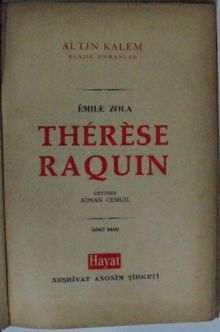 ALTIN KALEM
KLASİK ROMANLAR
ÉMILE ZOLA
THÉRÈSE
RAQUIN
ÇEVİREN
ADNAN CEMGİL
İKİNCİ BASKI
Hayat
NEŞRİYAT ANONİM ŞİRKETİ